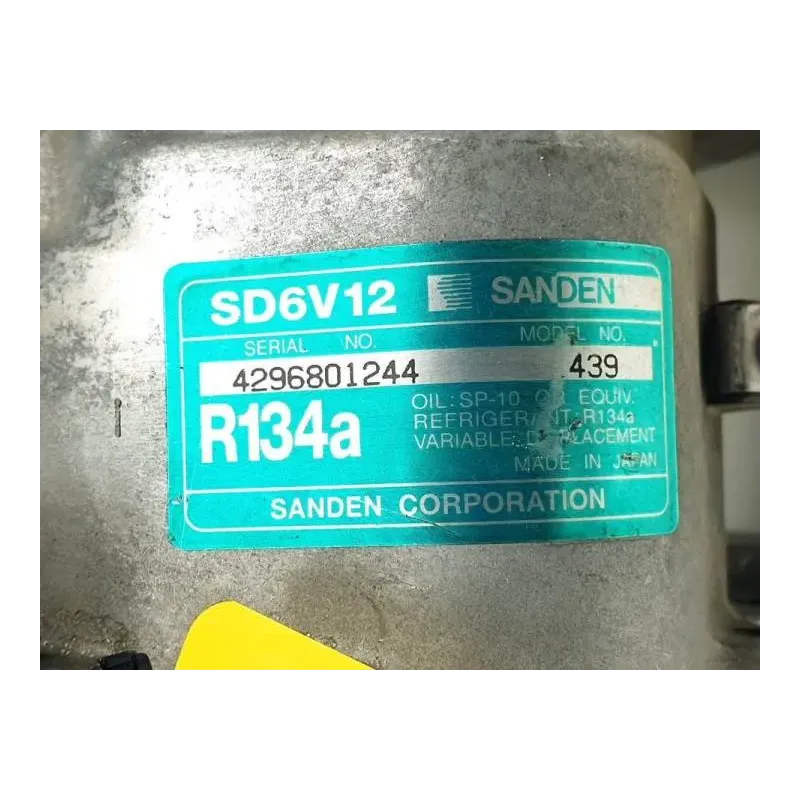 SD6V12 SANDEN
SERIAL NO. MODEL NO.
4296801244 439
R134a
OIL: SP-10 OR EQUIV.
REFRIGERANT: R134a
VARIABLE DISPLACEMENT
MADE IN JAPAN
SANDEN CORPORATION